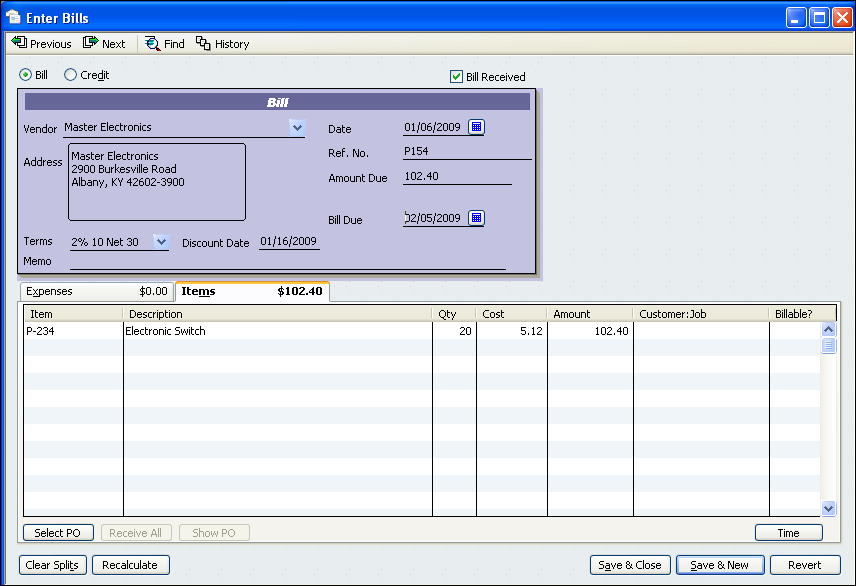 Enter Bills
Previous Next Find History
Bill Credit Bill Received
Bill
Vendor Master Electronics Date 01/06/2009
Ref. No. P154
Address Master Electronics
2900 Burkesville Road
Albany, KY 42602-3900
Amount Due 102.40
Bill Due 02/05/2009
Terms 2% 10 Net 30 Discount Date 01/16/2009
Memo
Expenses $0.00 Items $102.40
Item Description Qty Cost Amount Customer:Job Billable?
P-234 Electronic Switch 20 5.12 102.40
Select PO Receive All Show PO Time
Clear Splits Recalculate Save & Close Save & New Revert